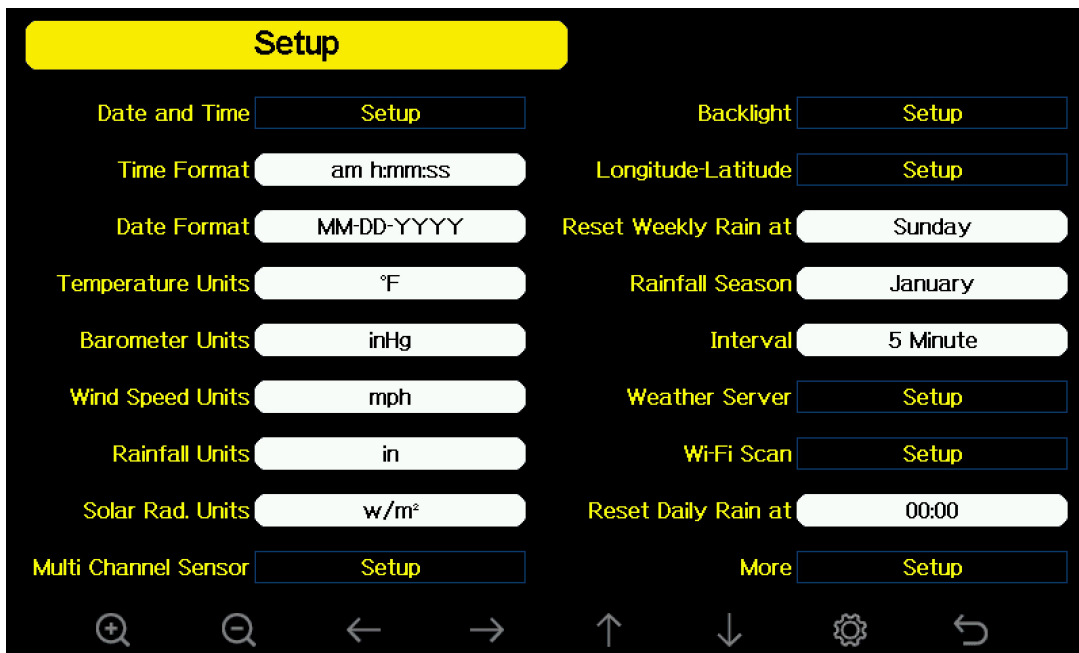 Setup
Date and Time Setup
Time Format am h:mm:ss
Date Format MM-DD-YYYY
Temperature Units °F
Barometer Units inHg
Wind Speed Units mph
Rainfall Units in
Solar Rad. Units w/m²
Multi Channel Sensor Setup
Backlight Setup
Longitude-Latitude Setup
Reset Weekly Rain at Sunday
Rainfall Season January
Interval 5 Minute
Weather Server Setup
Wi-Fi Scan Setup
Reset Daily Rain at 00:00
More Setup